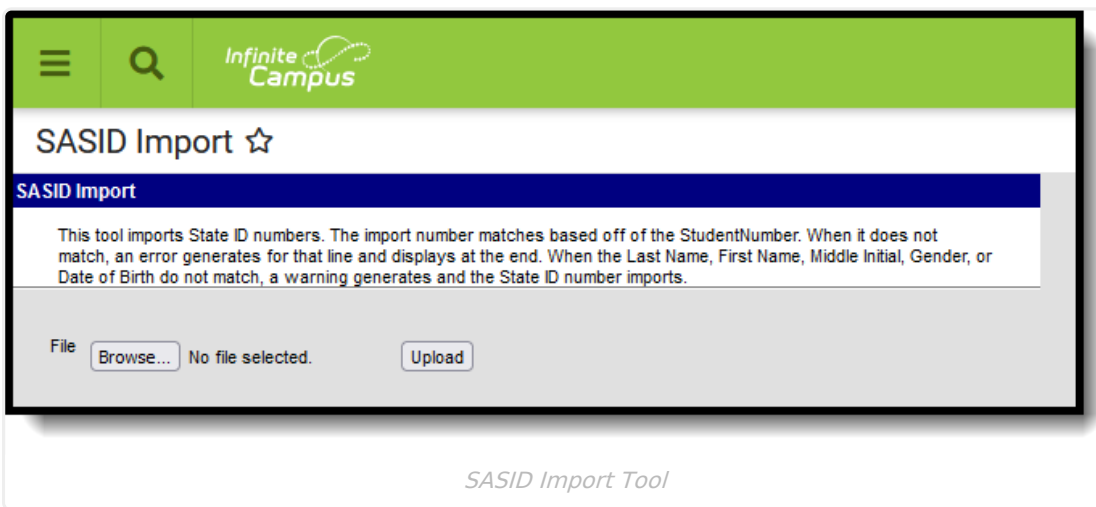 Infinite
Campus
SASID Import
SASID Import
This tool imports State ID numbers. The import number matches based off of the StudentNumber. When it does not
match, an error generates for that line and displays at the end. When the Last Name, First Name, Middle Initial, Gender, or
Date of Birth do not match, a warning generates and the State ID number imports.
File Browse... No file selected. Upload
SASID Import Tool